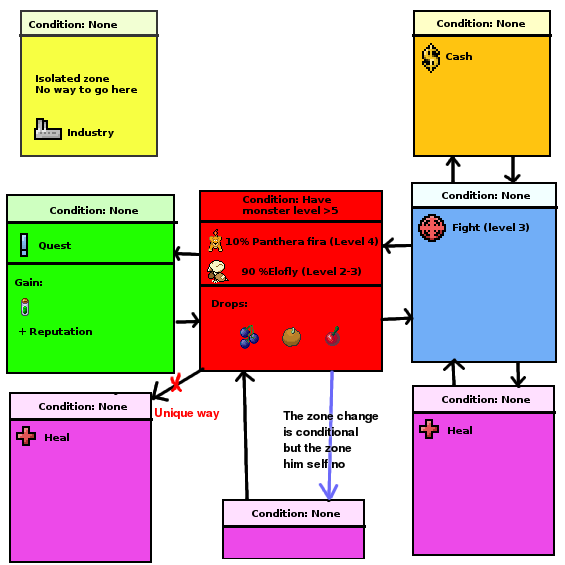 Condition: None
Isolated zone
No way to go here
Industry
Condition: None
Cash
Condition: None
Quest
Gain:
+ Reputation
Condition: Have
monster level >5
10% Panthera fira (Level 4)
90 %Elofly (Level 2-3)
Drops:
Condition: None
Fight (level 3)
Condition: None
Heal
Unique way
The zone change
is conditional
but the zone
him self no
Condition: None
Condition: None
Heal